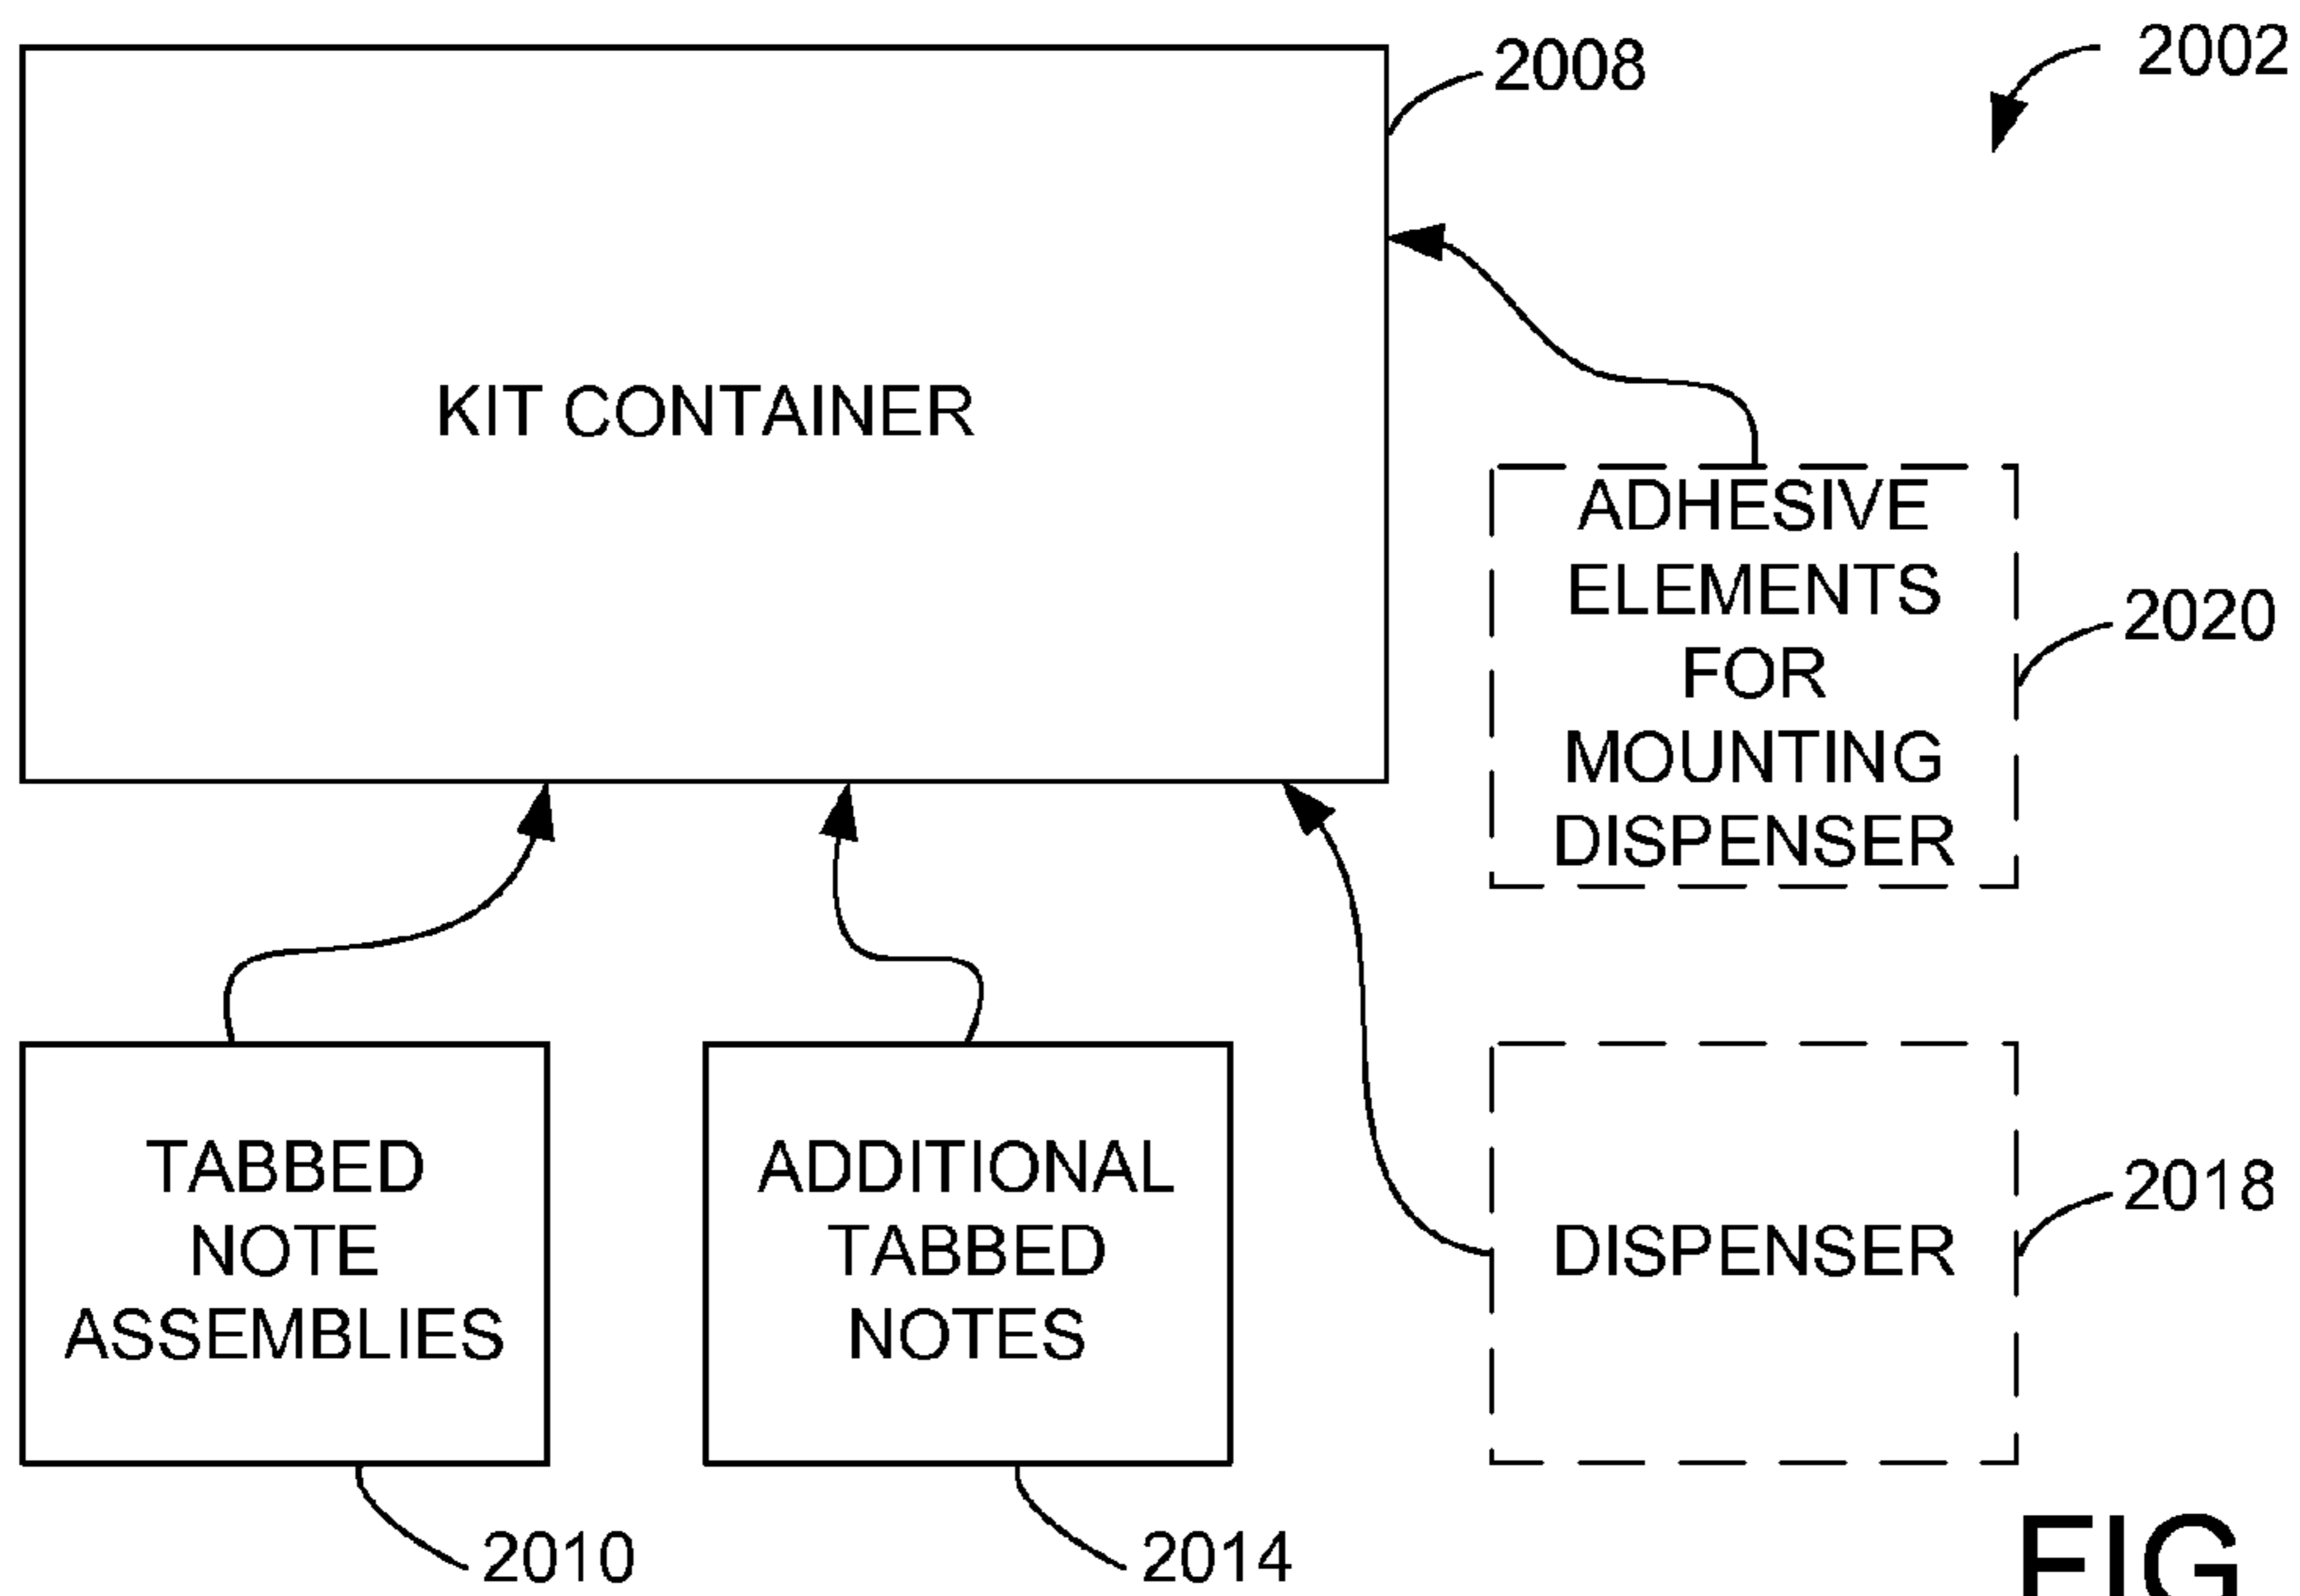 2002
2008
KIT CONTAINER
ADHESIVE
ELEMENTS
FOR
MOUNTING
DISPENSER
2020
TABBED
NOTE
ASSEMBLIES
ADDITIONAL
TABBED
NOTES
DISPENSER
2018
2010
2014
FIG